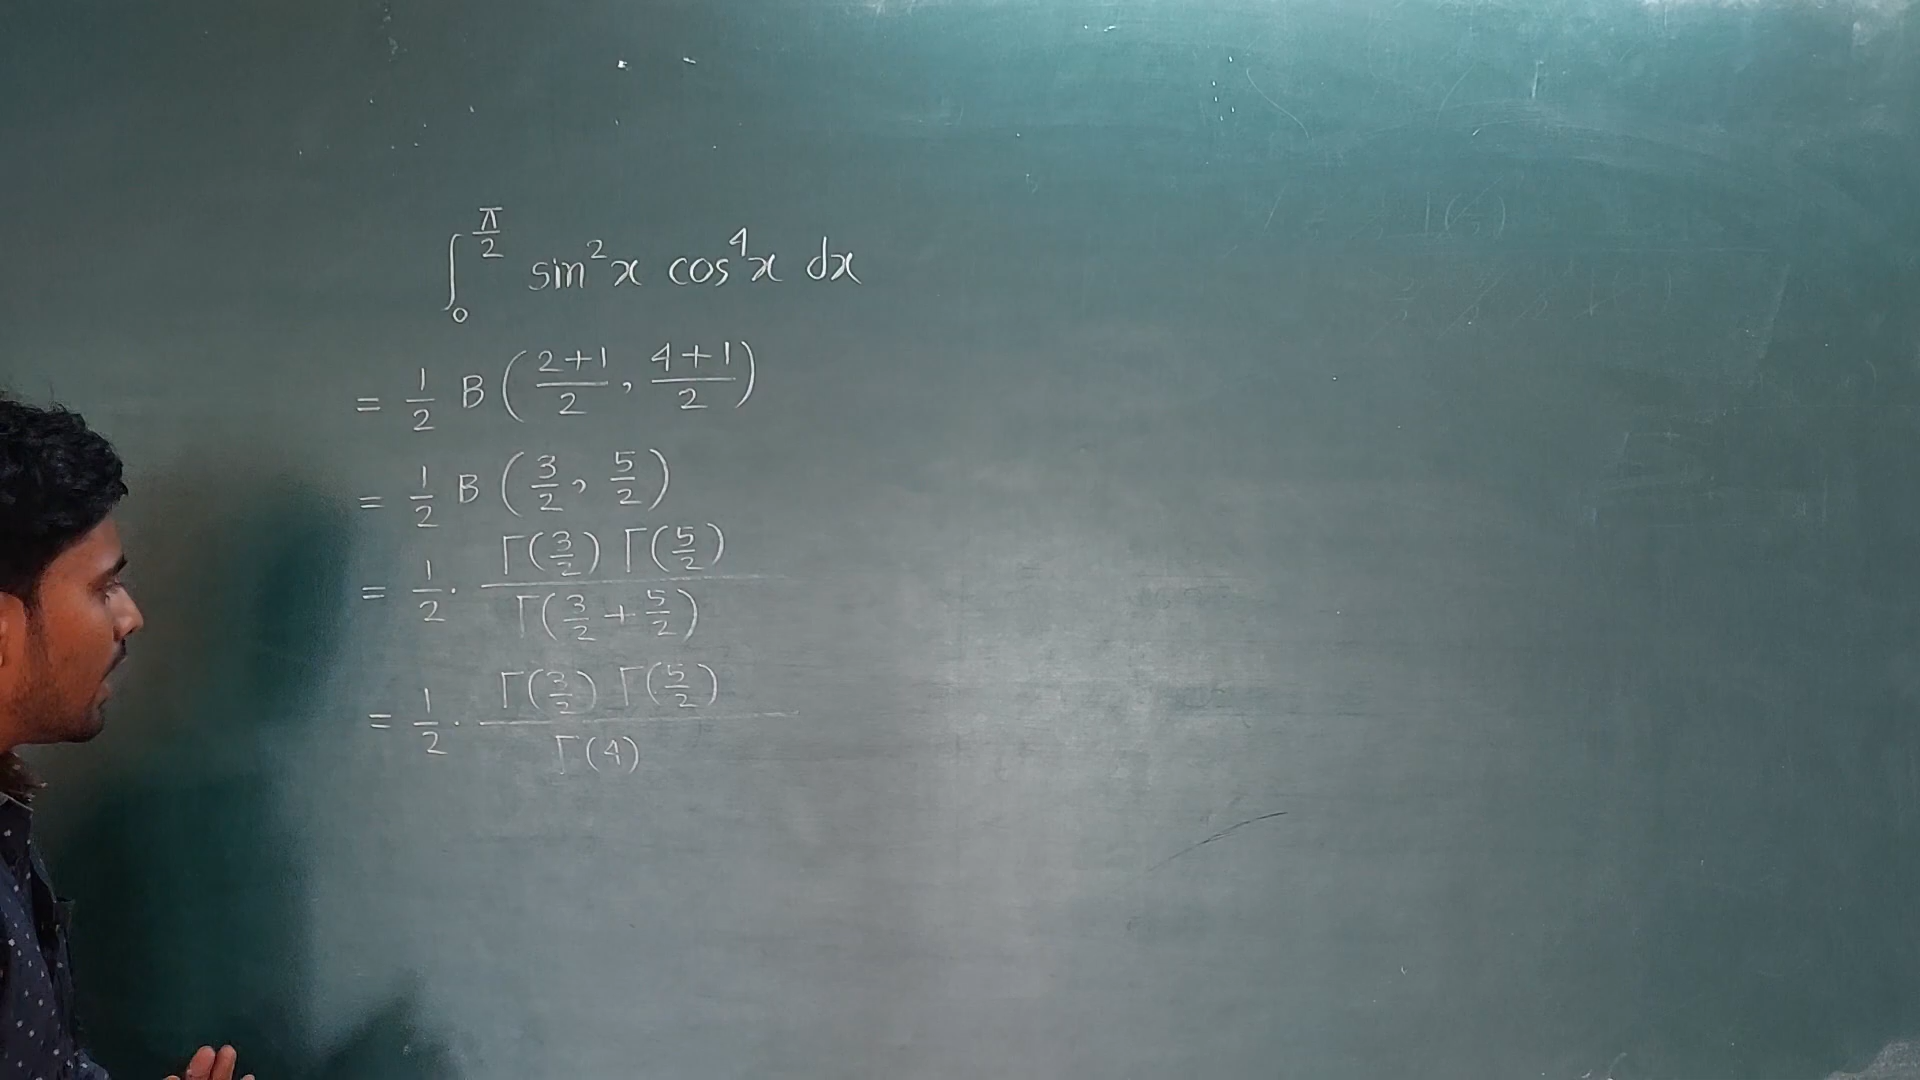 ∫₀^(π/2) sin²x cos⁴x dx
= 1/2 B((2+1)/2, (4+1)/2)
= 1/2 B(3/2, 5/2)
= 1/2 · Γ(3/2) Γ(5/2) / Γ(3/2 + 5/2)
= 1/2 · Γ(3/2) Γ(5/2) / Γ(4)